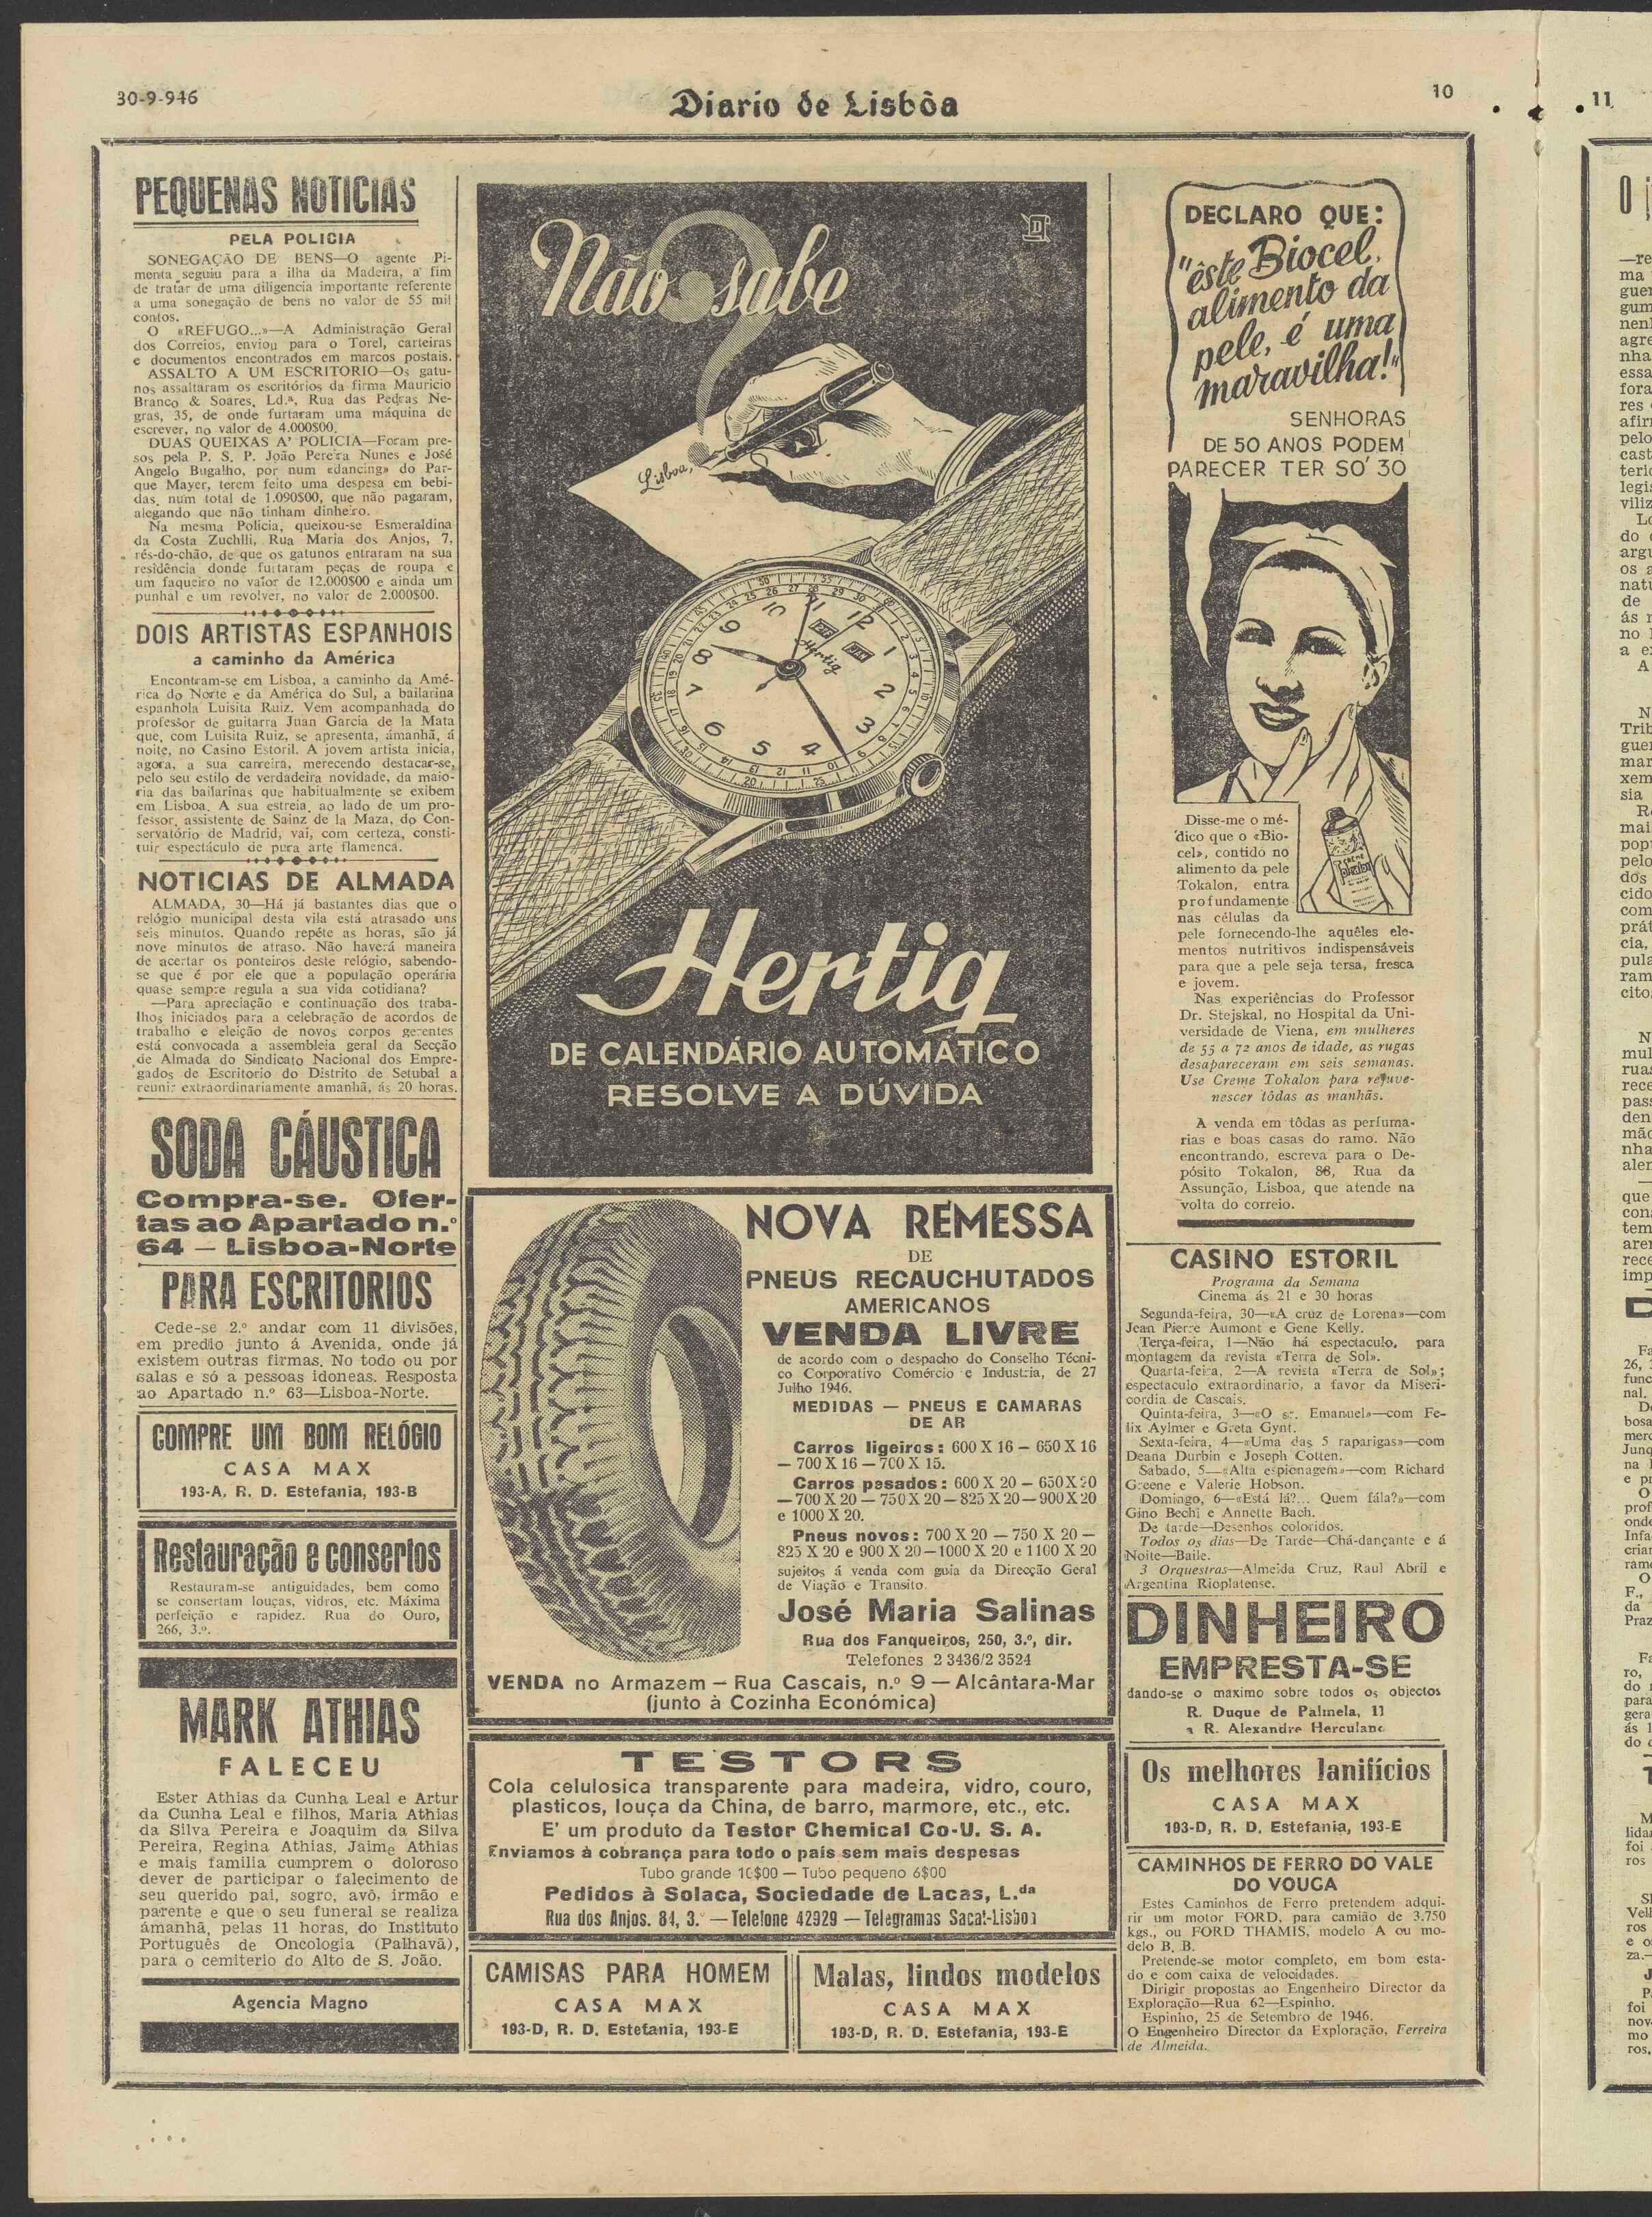 30-9-946
Diario de Lisbôa
10
PEQUENAS NOTICIAS
PELA POLICIA
SONEGAÇÃO DE BENS—O agente Pi-
menta seguiu para a ilha da Madeira, a fim
de tratar de uma diligencia importante referente
a uma sonegação de bens no valor de 55 mil
contos.
O «REFUGO...»—A Administração Geral
dos Correios, enviou para o Torel, carteiras
e documentos encontrados em marcos postais.
ASSALTO A UM ESCRITORIO—Os gatu-
nos assaltaram os escritórios da firma Mauricio
Branco & Soares, Ld.ª, Rua das Pedras Ne-
gras, 35, de onde furtaram uma máquina de
escrever, no valor de 4.000$00.
DUAS QUEIXAS A' POLICIA—Foram pre-
sos pela P. S. P. João Pereira Nunes e José
Angelo Bugalho, por num «dancing» do Par-
que Mayer, terem feito uma despesa em bebi-
das, num total de 1.090$00, que não pagaram,
alegando que não tinham dinheiro.
Na mesma Policia, queixou-se Esmeraldina
da Costa Zuchlli, Rua Maria dos Anjos, 7,
rés-do-chão, de que os gatunos entraram na sua
residência donde furtaram peças de roupa e
um faqueiro no valor de 12.000$00 e ainda um
punhal e um revolver, no valor de 2.000$00.
DOIS ARTISTAS ESPANHOIS
a caminho da América
Encontram-se em Lisboa, a caminho da Amé-
rica do Norte e da América do Sul, a bailarina
espanhola Luisita Ruiz. Vem acompanhada do
professor de guitarra Juan Garcia de la Mata
que, com Luisita Ruiz, se apresenta, ámanhã, á
noite, no Casino Estoril. A jovem artista inicia,
agora, a sua carreira, merecendo destacar-se,
pelo seu estilo de verdadeira novidade, da maio-
ria das bailarinas que habitualmente se exibem
em Lisboa. A sua estreia, ao lado de um pro-
fessor, assistente de Sainz de la Maza, do Con-
servatório de Madrid, vai, com certeza, consti-
tuir espectáculo de pura arte flamenca.
NOTICIAS DE ALMADA
ALMADA, 30—Há já bastantes dias que o
relógio municipal desta vila está atrasado uns
seis minutos. Quando repéte as horas, são já
nove minutos de atraso. Não haverá maneira
de acertar os ponteiros deste relógio, sabendo-
se que é por ele que a população operária
quase sempre regula a sua vida cotidiana?
—Para apreciação e continuação dos traba-
lhos iniciados para a celebração de acordos de
trabalho e eleição de novos corpos gerentes
está convocada a assembleia geral da Secção
de Almada do Sindicato Nacional dos Empre-
gados de Escritorio do Distrito de Setubal a
reunir extraordinariamente amanhã, ás 20 horas.
SODA CÁUSTICA
Compra-se. Ofer-
tas ao Apartado n.º
64 — Lisboa-Norte
PARA ESCRITORIOS
Cede-se 2.º andar com 11 divisões,
em predio junto á Avenida, onde já
existem outras firmas. No todo ou por
salas e só a pessoas idoneas. Resposta
ao Apartado n.º 63—Lisboa-Norte.
COMPRE UM BOM RELÓGIO
CASA MAX
193-A, R. D. Estefania, 193-B
Restauração e consertos
Restauram-se antiguidades, bem como
se consertam louças, vidros, etc. Máxima
perfeição e rapidez. Rua do Ouro,
266, 3.º.
MARK ATHIAS
FALECEU
Ester Athias da Cunha Leal e Artur
da Cunha Leal e filhos, Maria Athias
da Silva Pereira e Joaquim da Silva
Pereira, Regina Athias, Jaime Athias
e mais familia cumprem o doloroso
dever de participar o falecimento de
seu querido pai, sogro, avô, irmão e
parente e que o seu funeral se realiza
ámanhã, pelas 11 horas, do Instituto
Português de Oncologia (Palhavã),
para o cemiterio do Alto de S. João.
Agencia Magno
Não sabe
?
Lisboa,
Hertig
Hertig
DE CALENDÁRIO AUTOMÁTICO
RESOLVE A DÚVIDA
NOVA REMESSA
DE
PNEUS RECAUCHUTADOS
AMERICANOS
VENDA LIVRE
de acordo com o despacho do Conselho Técni-
co Corporativo Comércio e Industria, de 27
Julho 1946.
MEDIDAS — PNEUS E CAMARAS
DE AR
Carros ligeiros: 600 X 16 — 650 X 16
— 700 X 16 — 700 X 15.
Carros pesados: 600 X 20 — 650 X 20
— 700 X 20 — 750 X 20 — 825 X 20 — 900 X 20
e 1000 X 20.
Pneus novos: 700 X 20 — 750 X 20 —
825 X 20 e 900 X 20 — 1000 X 20 e 1100 X 20
sujeitos á venda com guia da Direcção Geral
de Viação e Transito.
José Maria Salinas
Rua dos Fanqueiros, 250, 3.º, dir.
Telefones 2 3436/2 3524
VENDA no Armazem — Rua Cascais, n.º 9 — Alcântara-Mar
(junto à Cozinha Económica)
TESTORS
Cola celulosica transparente para madeira, vidro, couro,
plasticos, louça da China, de barro, marmore, etc., etc.
E' um produto da Testor Chemical Co-U. S. A.
Enviamos à cobrança para todo o país sem mais despesas
Tubo grande 10$00 — Tubo pequeno 6$00
Pedidos à Solaca, Sociedade de Lacas, L.da
Rua dos Anjos. 84, 3.º — Telefone 42929 — Telegramas Sacal-Lisboa
CAMISAS PARA HOMEM
CASA MAX
193-D, R. D. Estefania, 193-E
Malas, lindos modelos
CASA MAX
193-D, R. D. Estefania, 193-E
DECLARO QUE:
"êste Biocel,
alimento da
pele, é uma
maravilha!"
SENHORAS
DE 50 ANOS PODEM
PARECER TER SO' 30
Disse-me o mé-
dico que o «Bio-
cel», contido no
alimento da pele
Tokalon, entra
profundamente
nas células da
pele fornecendo-lhe aquêles ele-
mentos nutritivos indispensáveis
para que a pele seja tersa, fresca
e jovem.
Nas experiências do Professor
Dr. Stejskal, no Hospital da Uni-
versidade de Viena, em mulheres
de 55 a 72 anos de idade, as rugas
desapareceram em seis semanas.
Use Creme Tokalon para rejuve-
nescer tôdas as manhãs.
A venda em tôdas as perfuma-
rias e boas casas do ramo. Não
encontrando, escreva para o De-
pósito Tokalon, 88, Rua da
Assunção, Lisboa, que atende na
volta do correio.
CASINO ESTORIL
Programa da Semana
Cinema ás 21 e 30 horas
Segunda-feira, 30—«A cruz de Lorena»—com
Jean Pierre Aumont e Gene Kelly.
Terça-feira, 1—Não há espectaculo, para
montagem da revista «Terra de Sol».
Quarta-feira, 2—A revista «Terra de Sol»;
espectaculo extraordinario, a favor da Miseri-
cordia de Cascais.
Quinta-feira, 3—«O sr. Emanuel»—com Fe-
lix Aylmer e Greta Gynt.
Sexta-feira, 4—«Uma das 5 raparigas»—com
Deana Durbin e Joseph Cotten.
Sabado, 5—«Alta espionagem»—com Richard
Greene e Valerie Hobson.
Domingo, 6—«Está lá?... Quem fála?»—com
Gino Bechi e Annette Bach.
De tarde—Desenhos coloridos.
Todos os dias—De Tarde—Chá-dançante e á
Noite—Baile.
3 Orquestras—Almeida Cruz, Raul Abril e
Argentina Rioplatense.
DINHEIRO
EMPRESTA-SE
dando-se o maximo sobre todos os objectos
R. Duque de Palmela, 11
á R. Alexandre Herculano
Os melhores lanifícios
CASA MAX
193-D, R. D. Estefania, 193-E
CAMINHOS DE FERRO DO VALE
DO VOUGA
Estes Caminhos de Ferro pretendem adqui-
rir um motor FORD, para camião de 3.750
kgs., ou FORD THAMIS, modelo A ou mo-
delo B. B.
Pretende-se motor completo, em bom esta-
do e com caixa de velocidades.
Dirigir propostas ao Engenheiro Director da
Exploração—Rua 62—Espinho.
Espinho, 25 de Setembro de 1946.
O Engenheiro Director da Exploração, Ferreira
de Almeida.
11